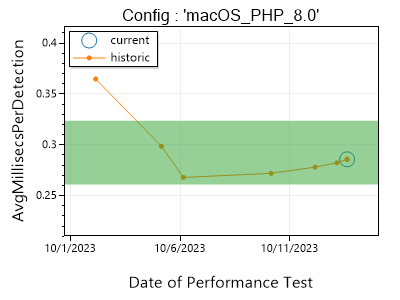 Config : 'macOS_PHP_8.0'
current
historic
AvgMillisecsPerDetection
0.4
0.35
0.3
0.25
10/1/2023
10/6/2023
10/11/2023
Date of Performance Test